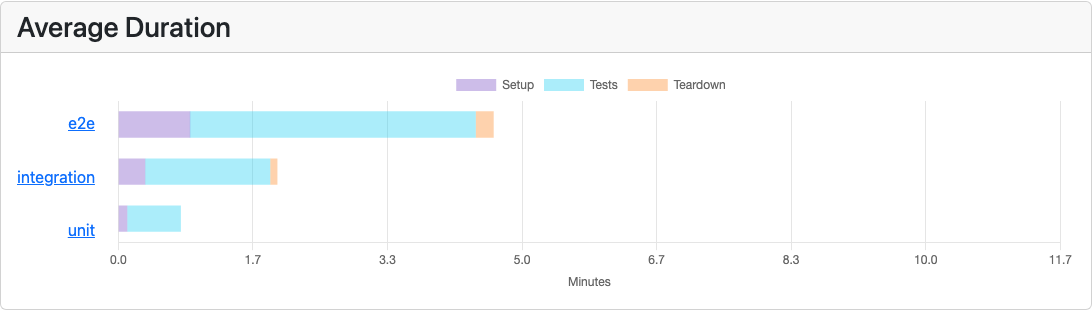 Average Duration
Setup Tests Teardown
e2e
integration
unit
0.0 1.7 3.3 5.0 6.7 8.3 10.0 11.7
Minutes